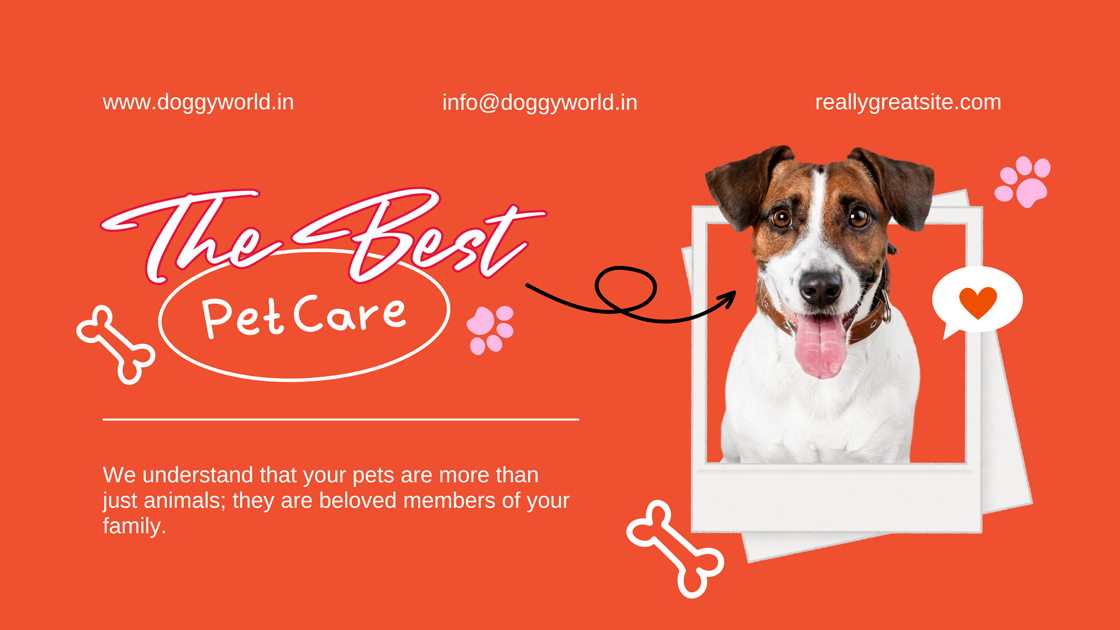 www.doggyworld.in
info@doggyworld.in
reallygreatsite.com
The Best
Pet Care
We understand that your pets are more than
just animals; they are beloved members of your
family.